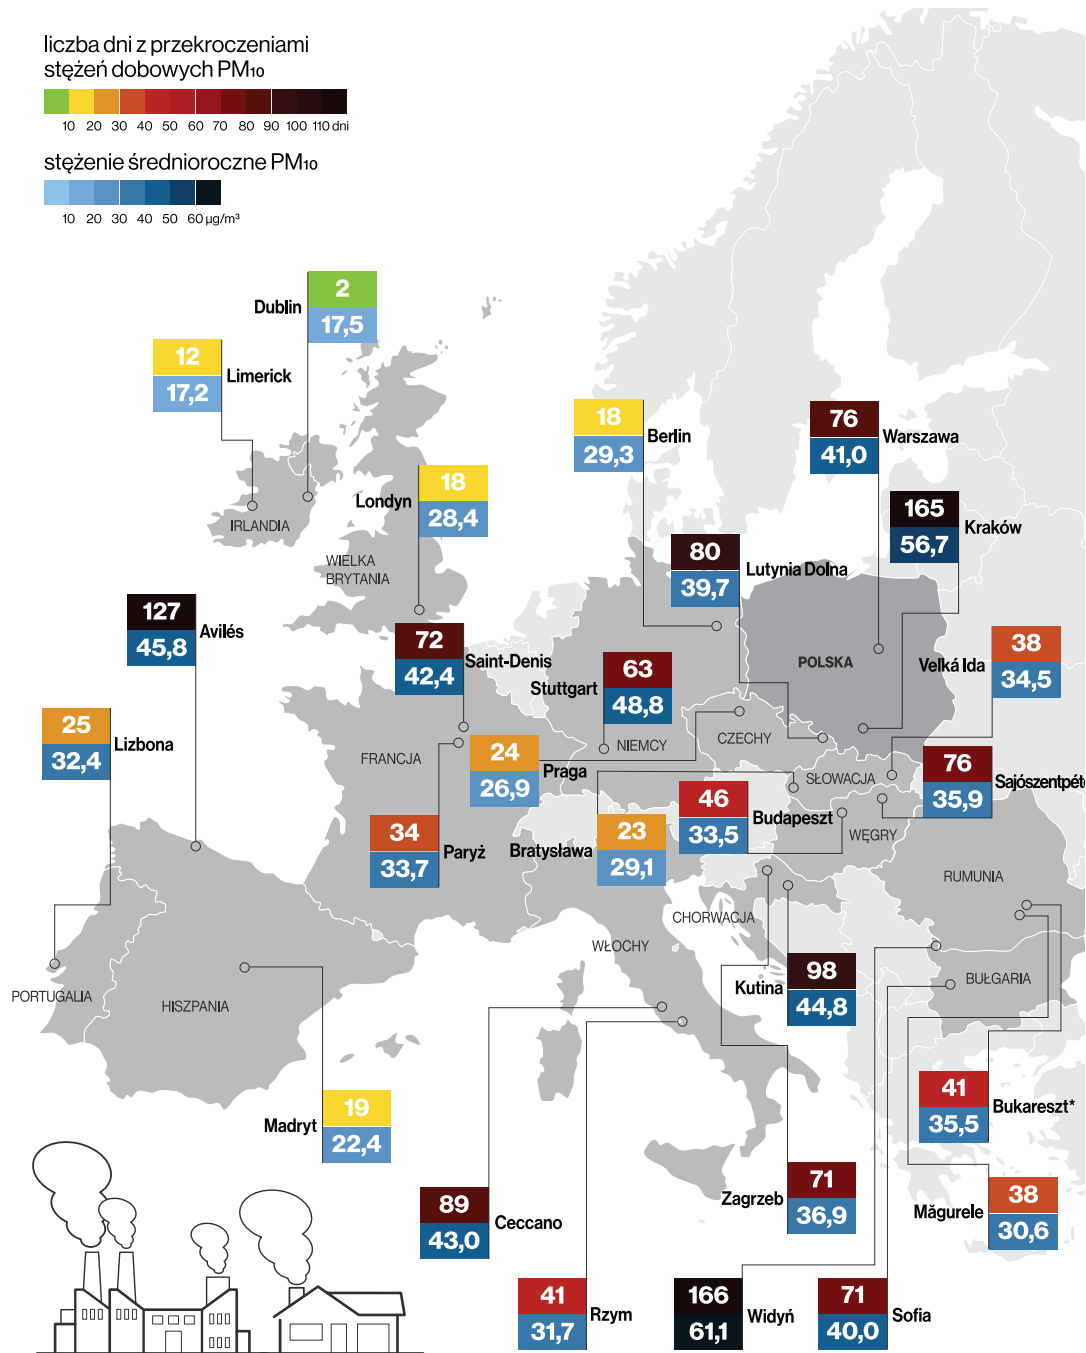 liczba dni z przekroczeniami
stężeń dobowych PM₁₀
10 20 30 40 50 60 70 80 90 100 110 dni
stężenie średnioroczne PM₁₀
10 20 30 40 50 60 µg/m³
Dublin
2
17,5
12
17,2
Limerick
IRLANDIA
Londyn
18
28,4
WIELKA
BRYTANIA
18
29,3
Berlin
76
41,0
Warszawa
165
56,7
Kraków
80
39,7
Lutynia Dolna
127
45,8
Avilés
72
42,4
Saint-Denis
Stuttgart
63
48,8
POLSKA
Velká Ida
38
34,5
25
32,4
Lizbona
FRANCJA
24
26,9
Praga
NIEMCY
CZECHY
SŁOWACJA
76
35,9
Sajószentpéte
34
33,7
Paryż
Bratysława
23
29,1
46
33,5
Budapeszt
WĘGRY
RUMUNIA
CHORWACJA
WŁOCHY
Kutina
98
44,8
BUŁGARIA
PORTUGALIA
HISZPANIA
Madryt
19
22,4
41
35,5
Bukareszt*
89
43,0
Ceccano
Zagrzeb
71
36,9
Măgurele
38
30,6
41
31,7
Rzym
166
61,1
Widyń
71
40,0
Sofia